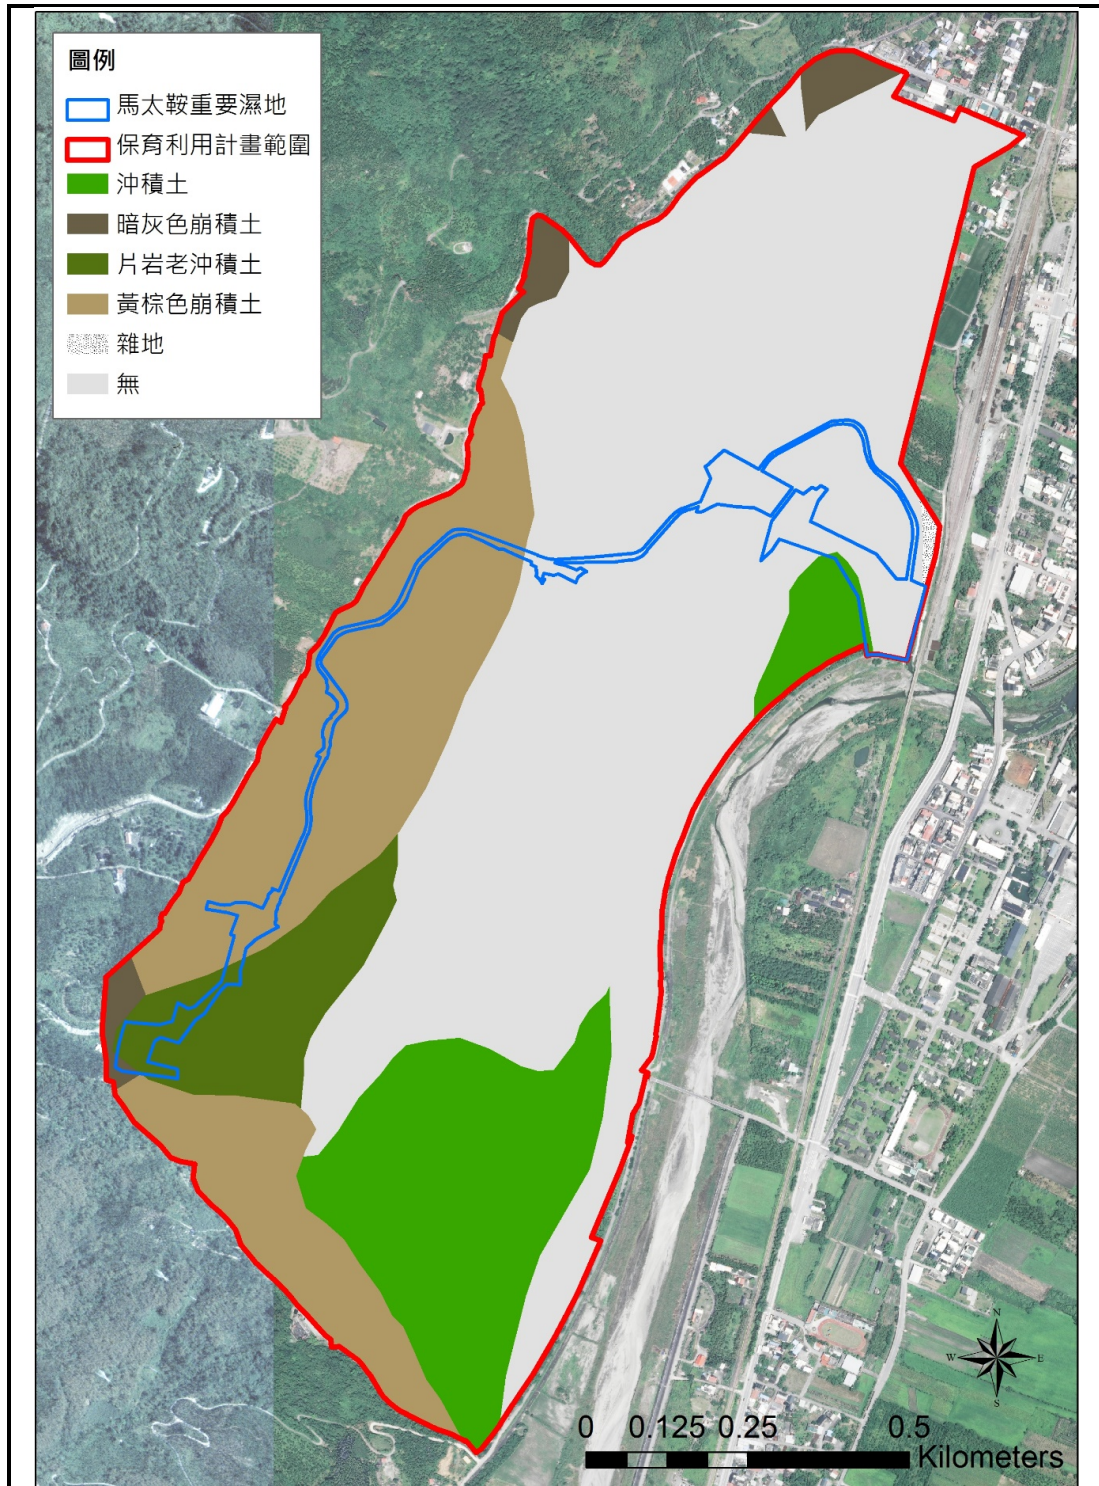 圖例
馬太鞍重要濕地
保育利用計畫範圍
沖積土
暗灰色崩積土
片岩老沖積土
黃棕色崩積土
雜地
無
N
W E
S
0 0.125 0.25 0.5
Kilometers